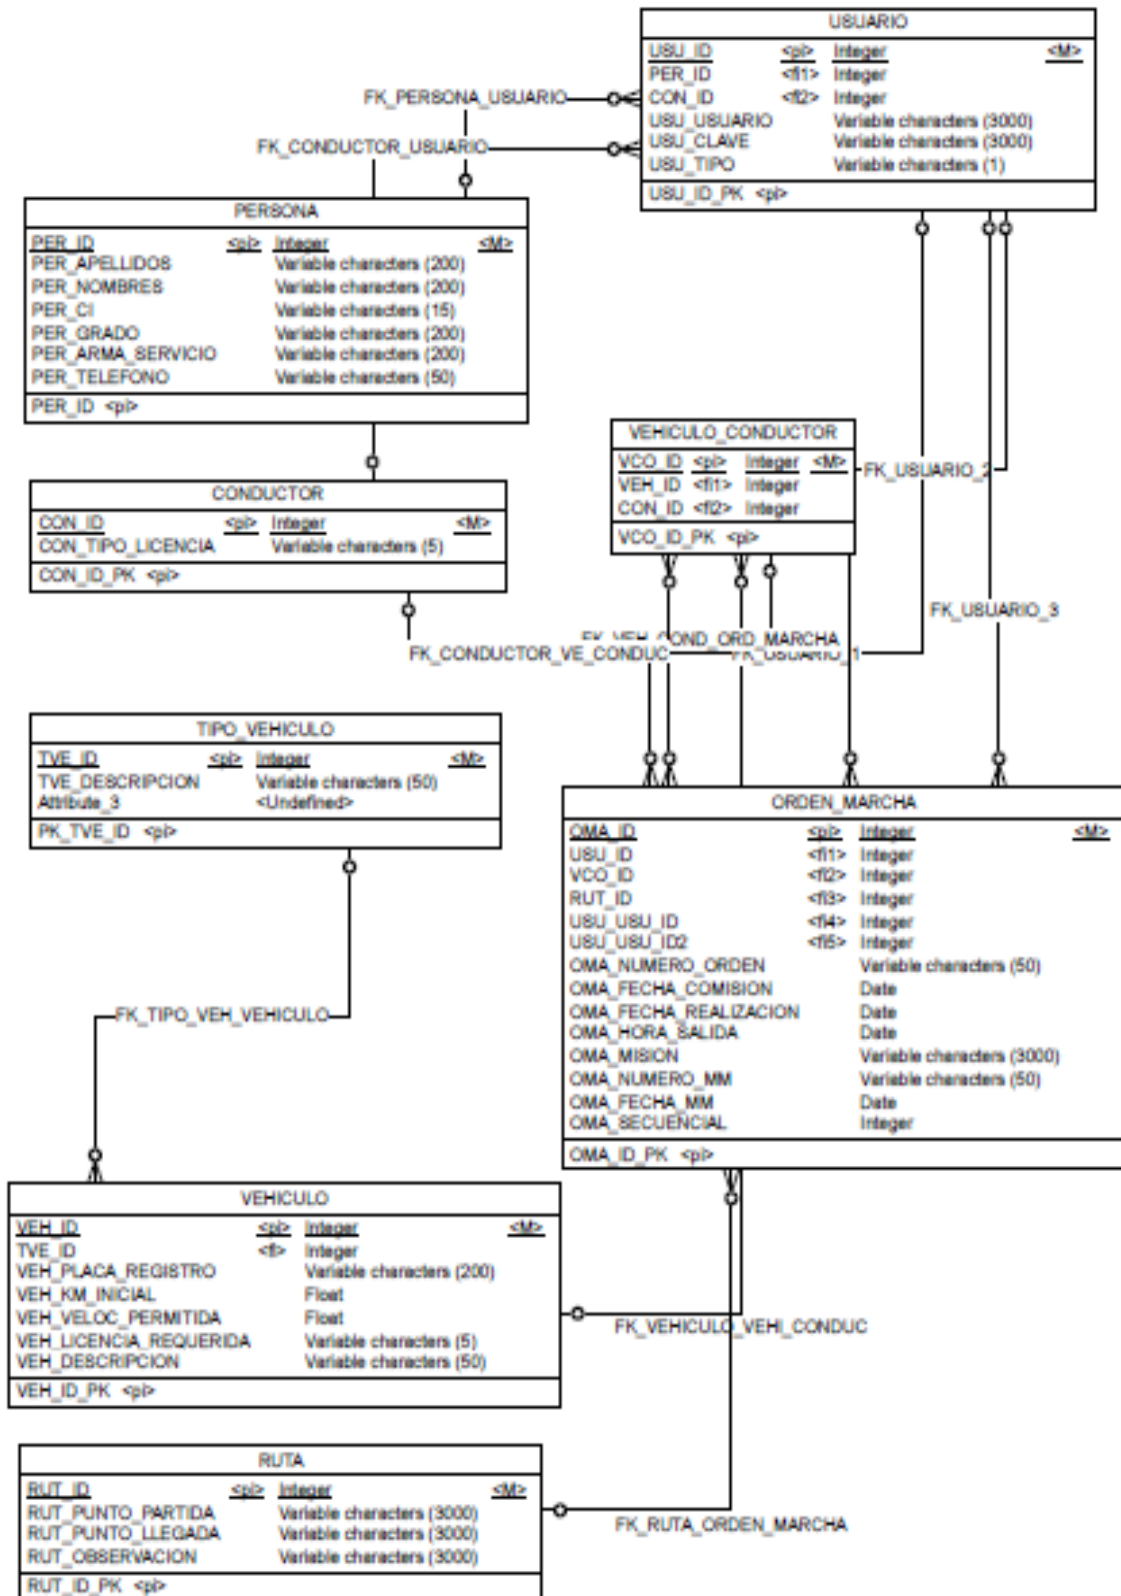 USUARIO
USU_ID <pi> Integer <M>
PER_ID <fi1> Integer
CON_ID <fi2> Integer
USU_USUARIO Variable characters (3000)
USU_CLAVE Variable characters (3000)
USU_TIPO Variable characters (1)
USU_ID_PK <pi>
FK_PERSONA_USUARIO
FK_CONDUCTOR_USUARIO
PERSONA
PER_ID <pi> Integer <M>
PER_APELLIDOS Variable characters (200)
PER_NOMBRES Variable characters (200)
PER_CI Variable characters (15)
PER_GRADO Variable characters (200)
PER_ARMA_SERVICIO Variable characters (200)
PER_TELEFONO Variable characters (50)
PER_ID <pi>
VEHICULO_CONDUCTOR
VCO_ID <pi> Integer <M>
VEH_ID <fi1> Integer
CON_ID <fi2> Integer
VCO_ID_PK <pi>
FK_USUARIO_2
CONDUCTOR
CON_ID <pi> Integer <M>
CON_TIPO_LICENCIA Variable characters (5)
CON_ID_PK <pi>
FK_USUARIO_3
FK_VEH_COND_ORD_MARCHA
FK_CONDUCTOR_VE_CONDUC
FK_USUARIO_1
TIPO_VEHICULO
TVE_ID <pi> Integer <M>
TVE_DESCRIPCION Variable characters (50)
Attribute_3 <Undefined>
PK_TVE_ID <pi>
ORDEN_MARCHA
OMA_ID <pi> Integer <M>
USU_ID <fi1> Integer
VCO_ID <fi2> Integer
RUT_ID <fi3> Integer
USU_USU_ID <fi4> Integer
USU_USU_ID2 <fi5> Integer
OMA_NUMERO_ORDEN Variable characters (50)
OMA_FECHA_COMISION Date
OMA_FECHA_REALIZACION Date
OMA_HORA_SALIDA Date
OMA_MISION Variable characters (3000)
OMA_NUMERO_MM Variable characters (50)
OMA_FECHA_MM Date
OMA_SECUENCIAL Integer
OMA_ID_PK <pi>
FK_TIPO_VEH_VEHICULO
VEHICULO
VEH_ID <pi> Integer <M>
TVE_ID <fi> Integer
VEH_PLACA_REGISTRO Variable characters (200)
VEH_KM_INICIAL Float
VEH_VELOC_PERMITIDA Float
VEH_LICENCIA_REQUERIDA Variable characters (5)
VEH_DESCRIPCION Variable characters (50)
VEH_ID_PK <pi>
FK_VEHICULO_VEHI_CONDUC
RUTA
RUT_ID <pi> Integer <M>
RUT_PUNTO_PARTIDA Variable characters (3000)
RUT_PUNTO_LLEGADA Variable characters (3000)
RUT_OBSERVACION Variable characters (3000)
RUT_ID_PK <pi>
FK_RUTA_ORDEN_MARCHA